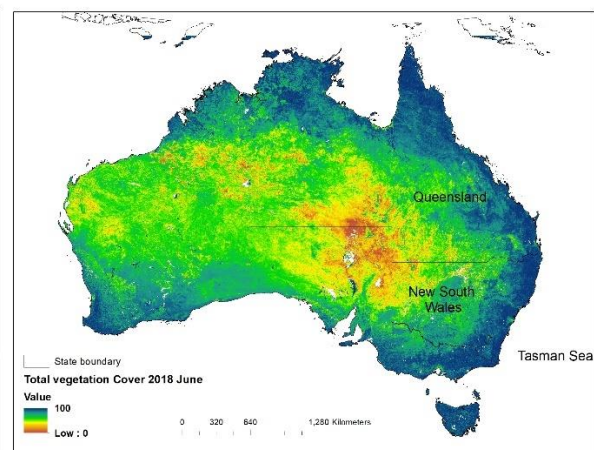 Queensland
New South
Wales
Tasman Sea
State boundary
Total vegetation Cover 2018 June
Value
100
Low : 0
0 320 640 1,280 Kilometers